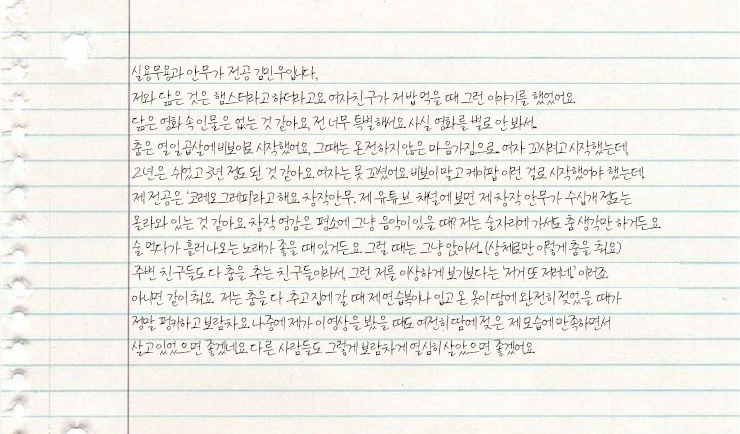 실용무용과 안무가 전공 김민우입니다.
저와 닮은 것은 햄스터라고 하더라고요. 여자친구가 저 밥 먹을 때 그런 이야기를 했었어요.
닮은 영화 속 인물은 없는 것 같아요. 전 너무 특별해서요. 사실 영화를 별로 안 봐서.
춤은 열일곱살에 비보이로 시작했어요, 그때는 온전하지 않은 마음가짐으로. 여자 꼬시려고 시작했는데,
2년은 쉬었고 3년 정도 된 것 같아요. 여자는 못 꼬셨어요. 비보이 말고 케이팝 이런 걸로 시작했어야 했는데.
제 전공은 '코레오그래피'라고 해요. 창작안무. 제 유튜브 채널에 보면 제 창작 안무가 수십개 정도는
올라와 있는 것 같아요. 창작 영감은 평소에 그냥 음악이 있을 때? 저는 술자리에 가서도 춤 생각만 하거든요.
술 먹다가 흘러나오는 노래가 좋을 때 있거든요. 그럴 때는 그냥 앉아서. (상체로만 이렇게 춤을 춰요)
주변 친구들도 다 춤을 추는 친구들이라서, 그런 저를 이상하게 보기보다는 '저거 또 저러네.' 이러죠.
아니면 같이 춰요. 저는 춤을 다 추고 집에 갈 때 제 연습복이나 입고 온 옷이 땀에 완전히 젖었을 때가
정말 평키하고 보람차요. 나중에 제가 이 영상을 봤을 때도 여전히 땀에 젖은 제 모습에 만족하면서
살고 있었으면 좋겠네요. 다른 사람들도 그렇게 보람차게 열심히 살았으면 좋겠어요.